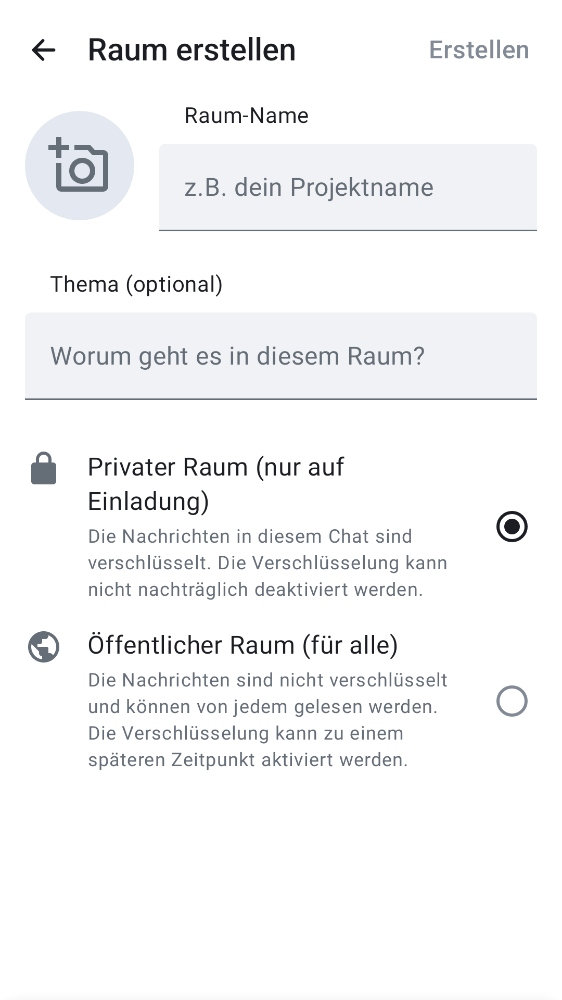 Raum erstellen
Erstellen
Raum-Name
z.B. dein Projektname
Thema (optional)
Worum geht es in diesem Raum?
Privater Raum (nur auf
Einladung)
Die Nachrichten in diesem Chat sind
verschlüsselt. Die Verschlüsselung kann
nicht nachträglich deaktiviert werden.
Öffentlicher Raum (für alle)
Die Nachrichten sind nicht verschlüsselt
und können von jedem gelesen werden.
Die Verschlüsselung kann zu einem
späteren Zeitpunkt aktiviert werden.